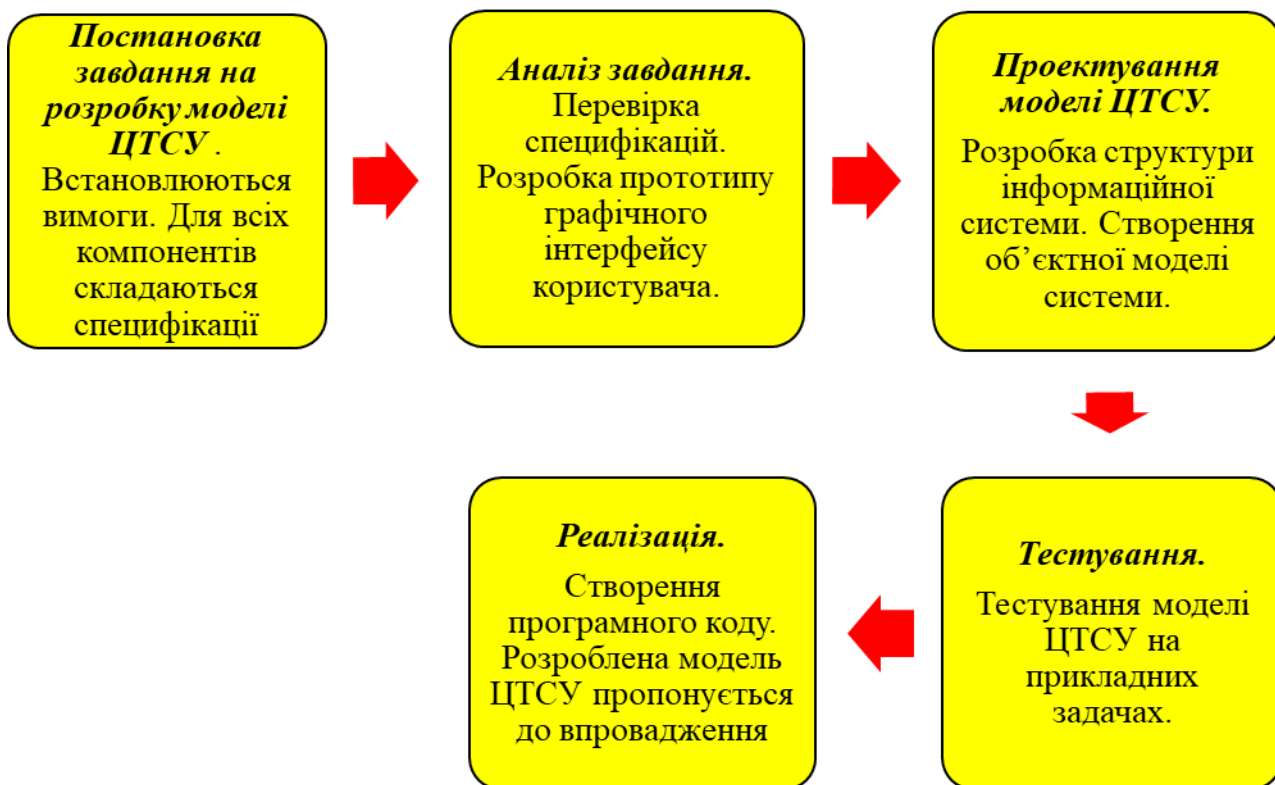 Постановка
завдання на
розробку моделі
ЦТСУ .
Встановлюються
вимоги. Для всіх
компонентів
складаються
специфікації
Аналіз завдання.
Перевірка
специфікацій.
Розробка прототипу
графічного
інтерфейсу
користувача.
Проектування
моделі ЦТСУ.
Розробка структури
інформаційної
системи. Створення
об’єктної моделі
системи.
Реалізація.
Створення
програмного коду.
Розроблена модель
ЦТСУ пропонується
до впровадження
Тестування.
Тестування моделі
ЦТСУ на
прикладних
задачах.